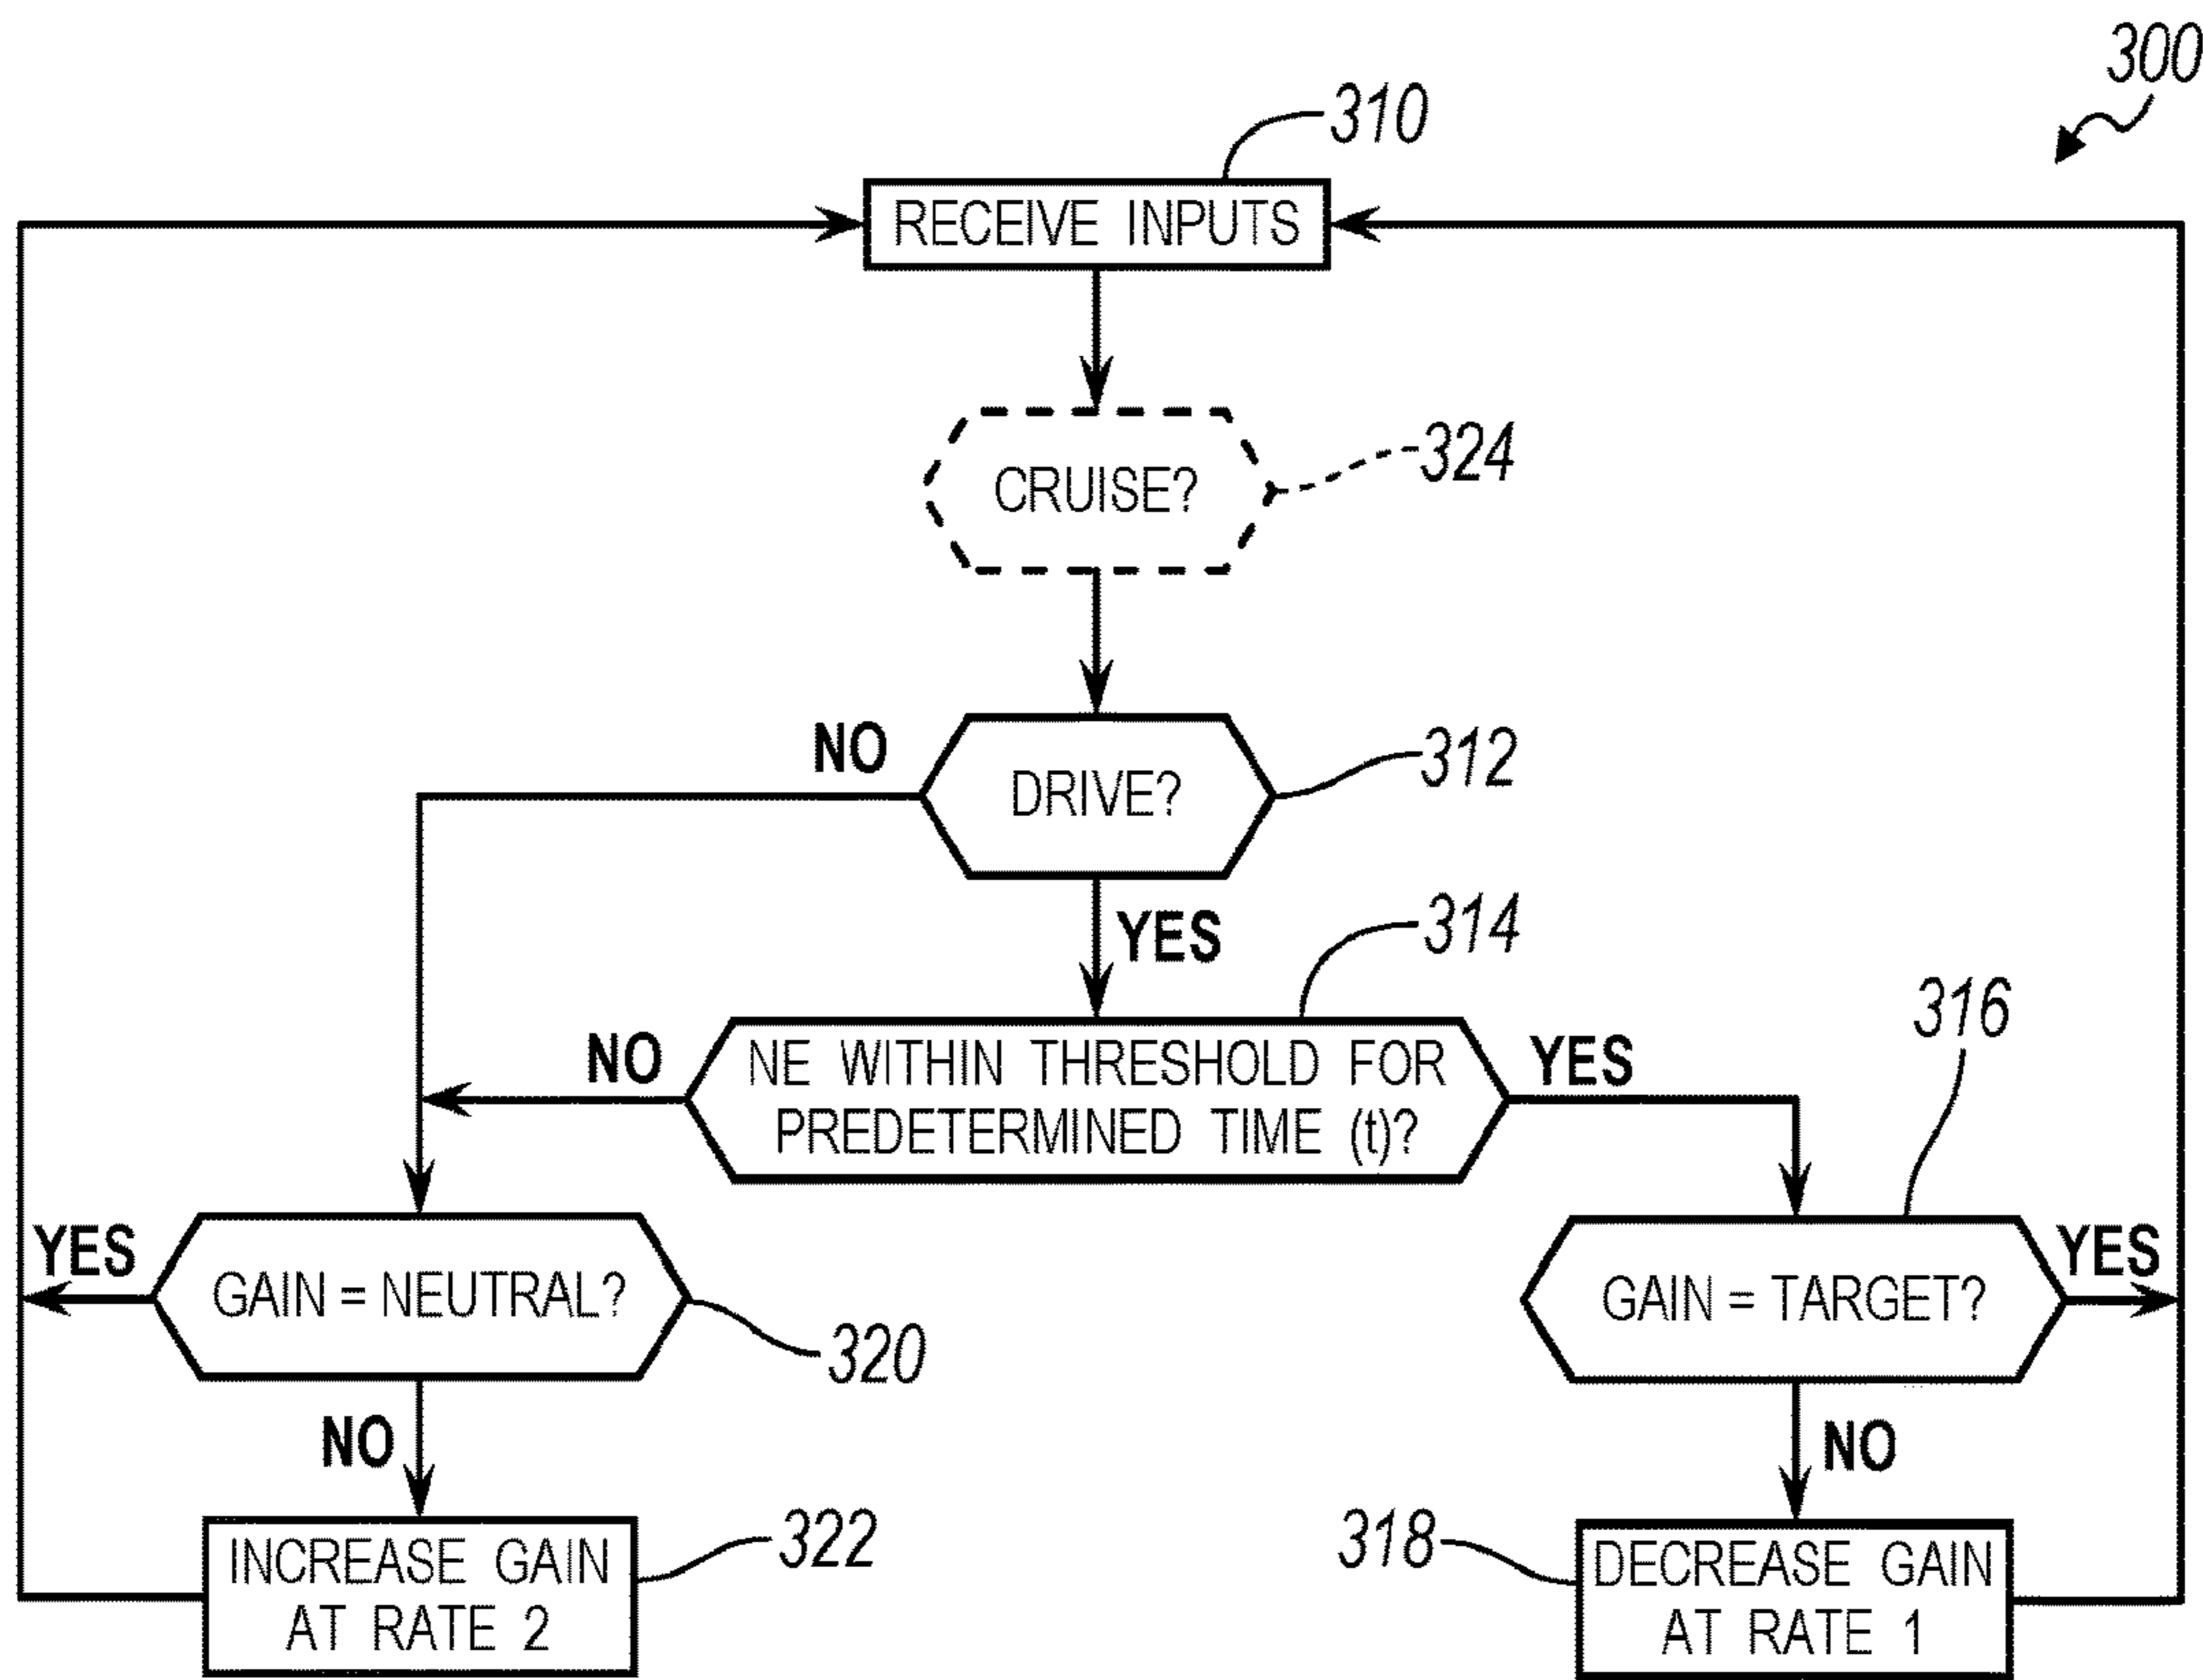 300
310
RECEIVE INPUTS
324
CRUISE?
NO
312
DRIVE?
YES
314
316
NO
NE WITHIN THRESHOLD FOR
PREDETERMINED TIME (t)?
YES
YES
GAIN = NEUTRAL?
320
GAIN = TARGET?
YES
NO
NO
322
INCREASE GAIN
AT RATE 2
318
DECREASE GAIN
AT RATE 1